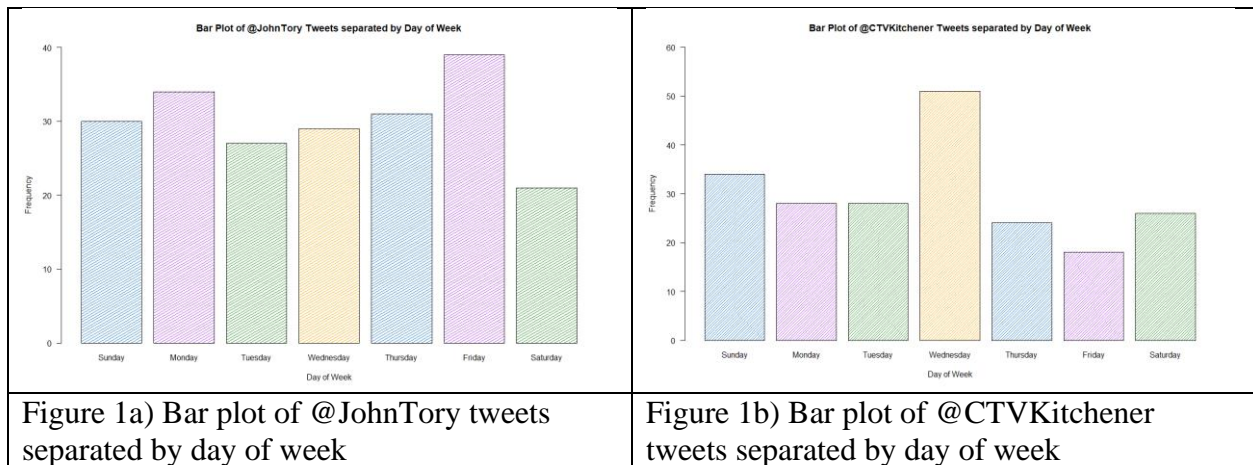 Bar Plot of @JohnTory Tweets separated by Day of Week
40
30
20
10
0
Frequency
Sunday Monday Tuesday Wednesday Thursday Friday Saturday
Day of Week
Figure 1a) Bar plot of @JohnTory tweets
separated by day of week
Bar Plot of @CTVKitchener Tweets separated by Day of Week
60
50
40
30
20
10
0
Frequency
Sunday Monday Tuesday Wednesday Thursday Friday Saturday
Day of Week
Figure 1b) Bar plot of @CTVKitchener
tweets separated by day of week